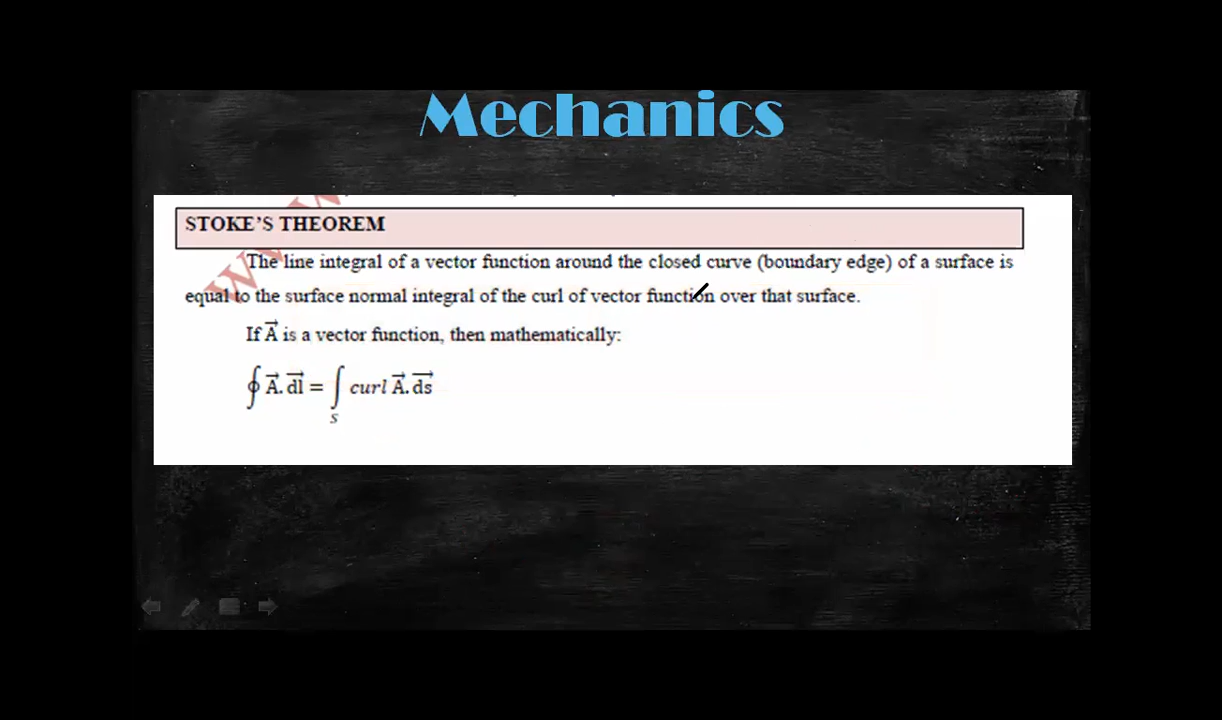 Mechanics
STOKE'S THEOREM
The line integral of a vector function around the closed curve (boundary edge) of a surface is
equal to the surface normal integral of the curl of vector function over that surface.
If A⃗ is a vector function, then mathematically:
∮ A⃗. dl⃗ = ∫ curl A⃗. ds⃗
S